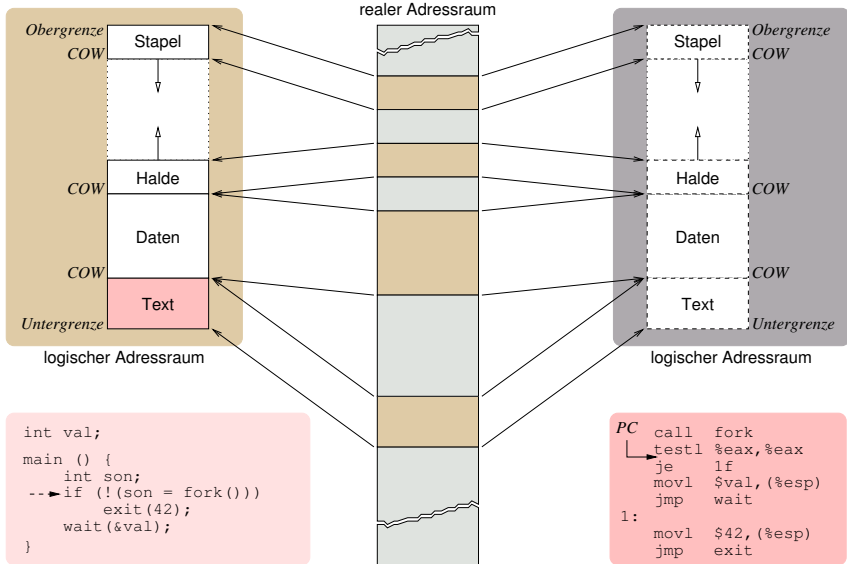 realer Adressraum
Obergrenze
Stapel
COW
Halde
COW
Daten
COW
Text
Untergrenze
logischer Adressraum
Stapel
Obergrenze
COW
Halde
COW
Daten
COW
Text
Untergrenze
logischer Adressraum
int val;
main () {
int son;
if (!(son = fork()))
exit(42);
wait(&val);
}
PC
call fork
testl %eax,%eax
je 1f
movl $val,(%esp)
jmp wait
1:
movl $42,(%esp)
jmp exit